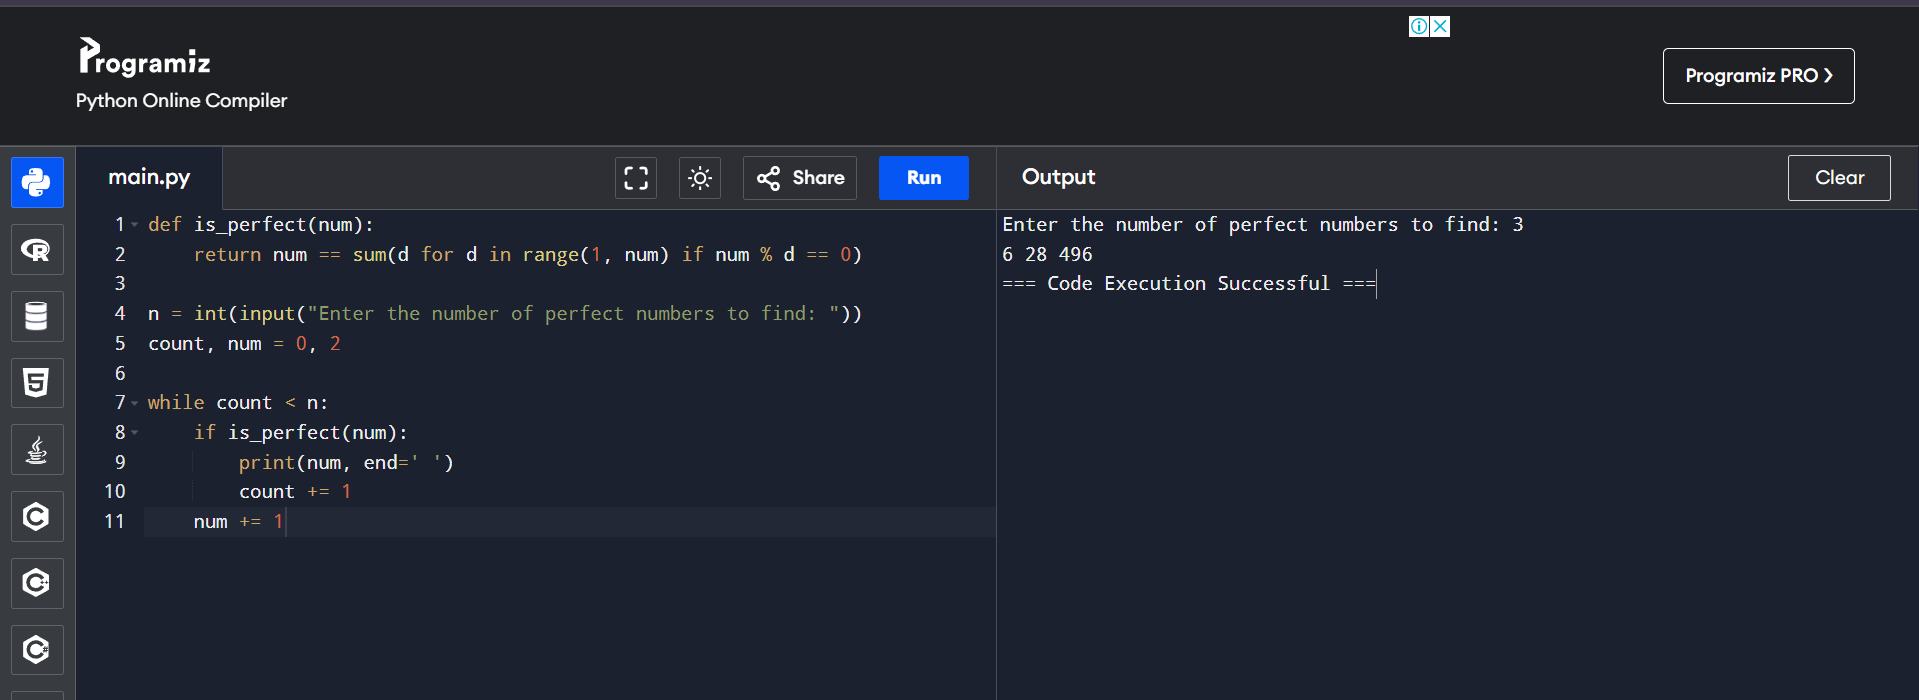 Programiz
Python Online Compiler
Programiz PRO ❯
main.py
Share
Run
Output
Clear
1 def is_perfect(num):
2     return num == sum(d for d in range(1, num) if num % d == 0)
3
4 n = int(input("Enter the number of perfect numbers to find: "))
5 count, num = 0, 2
6
7 while count < n:
8     if is_perfect(num):
9         print(num, end=' ')
10         count += 1
11     num += 1
Enter the number of perfect numbers to find: 3
6 28 496
=== Code Execution Successful ===